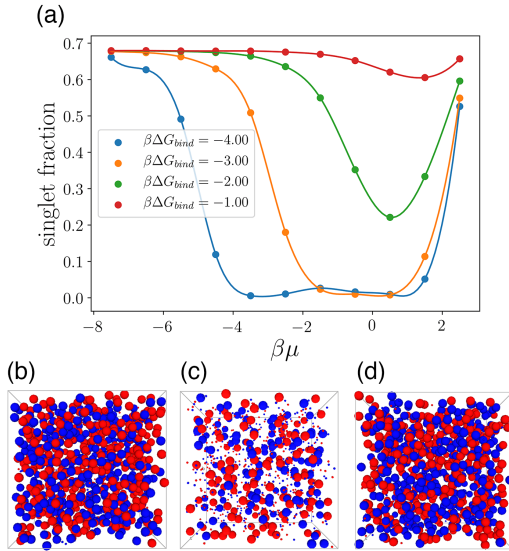 (a)
0.7
0.6
0.5
0.4
0.3
0.2
0.1
0.0
singlet fraction
βΔG_bind = −4.00
βΔG_bind = −3.00
βΔG_bind = −2.00
βΔG_bind = −1.00
−8 −6 −4 −2 0 2
βμ
(b) (c) (d)